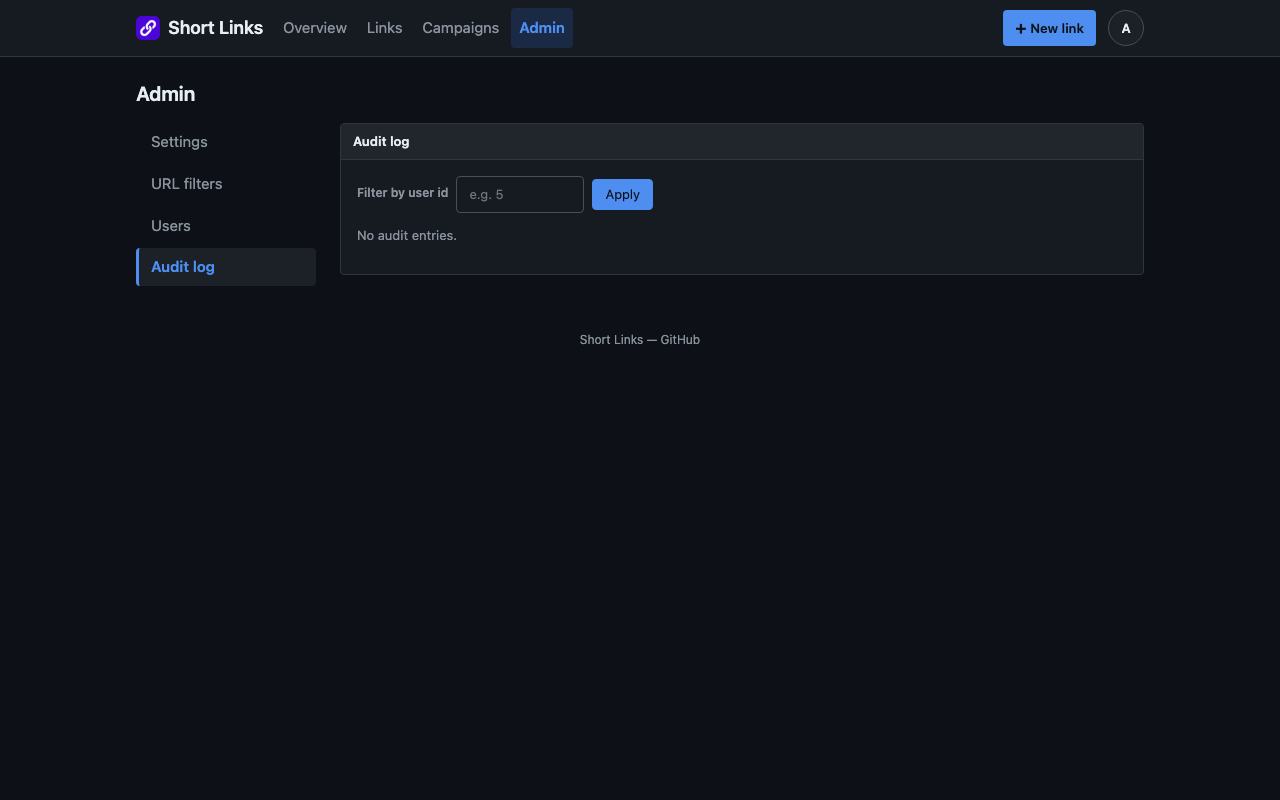 Short Links Overview Links Campaigns Admin + New link A
Admin
Settings
URL filters
Users
Audit log
Audit log
Filter by user id e.g. 5 Apply
No audit entries.
Short Links — GitHub